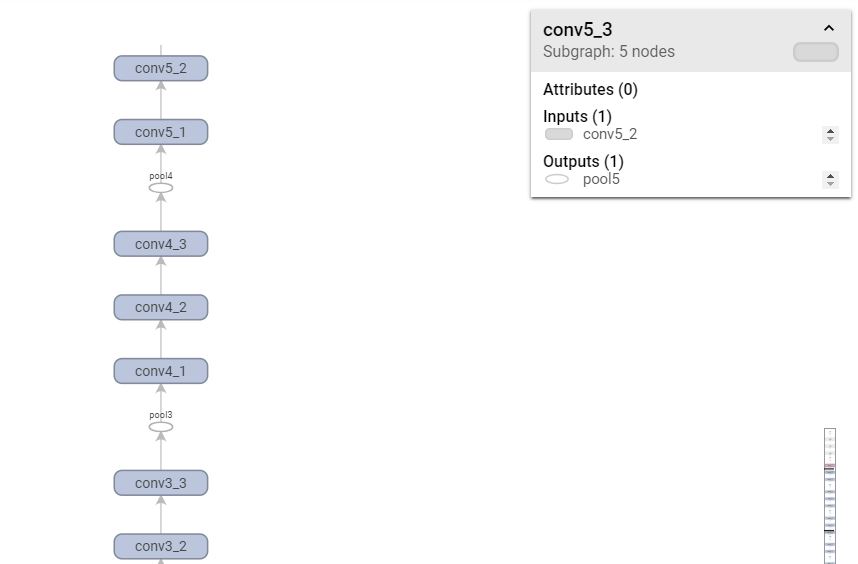 conv5_2
conv5_1
pool4
conv4_3
conv4_2
conv4_1
pool3
conv3_3
conv3_2
conv5_3
Subgraph: 5 nodes
Attributes (0)
Inputs (1)
conv5_2
Outputs (1)
pool5